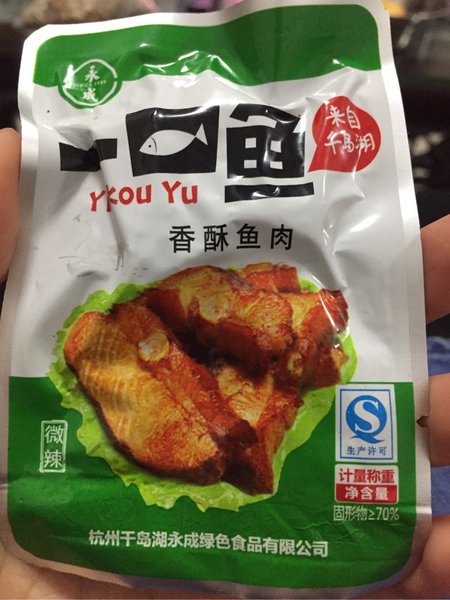 永成
一口鱼
来自
千岛湖
Yi Kou Yu
香酥鱼肉
微辣
生产许可
计量称重
净含量
固形物≥70%
杭州千岛湖永成绿色食品有限公司